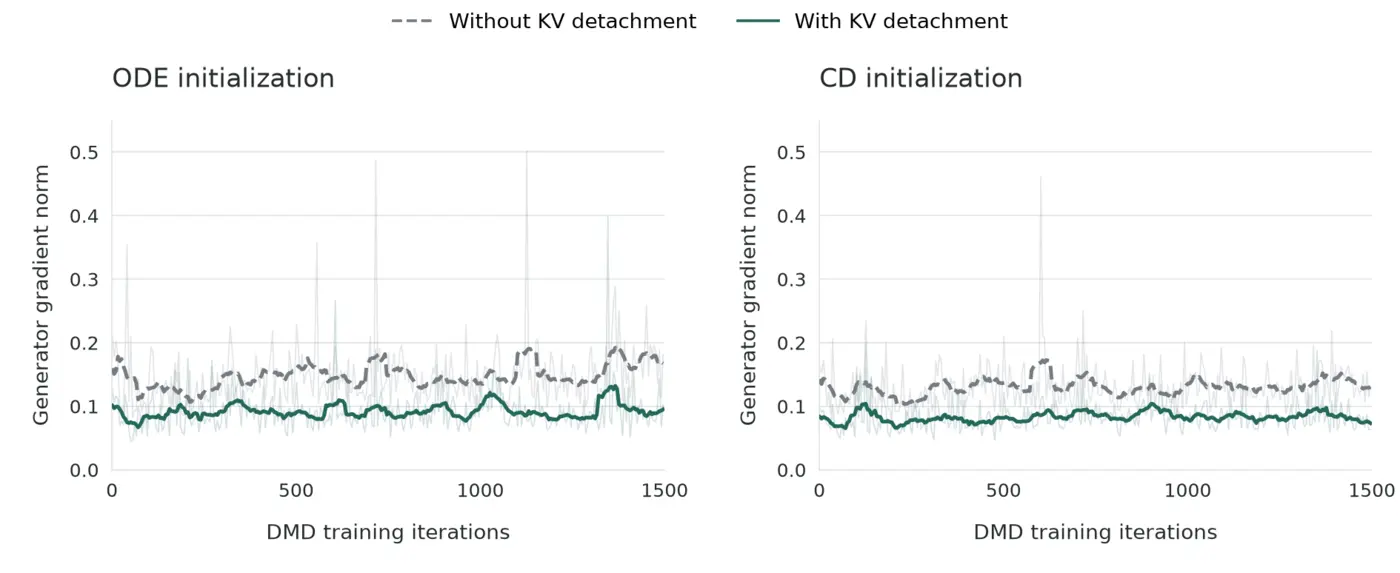 Without KV detachment With KV detachment
ODE initialization
Generator gradient norm
0.5
0.4
0.3
0.2
0.1
0.0
0 500 1000 1500
DMD training iterations
CD initialization
Generator gradient norm
0.5
0.4
0.3
0.2
0.1
0.0
0 500 1000 1500
DMD training iterations